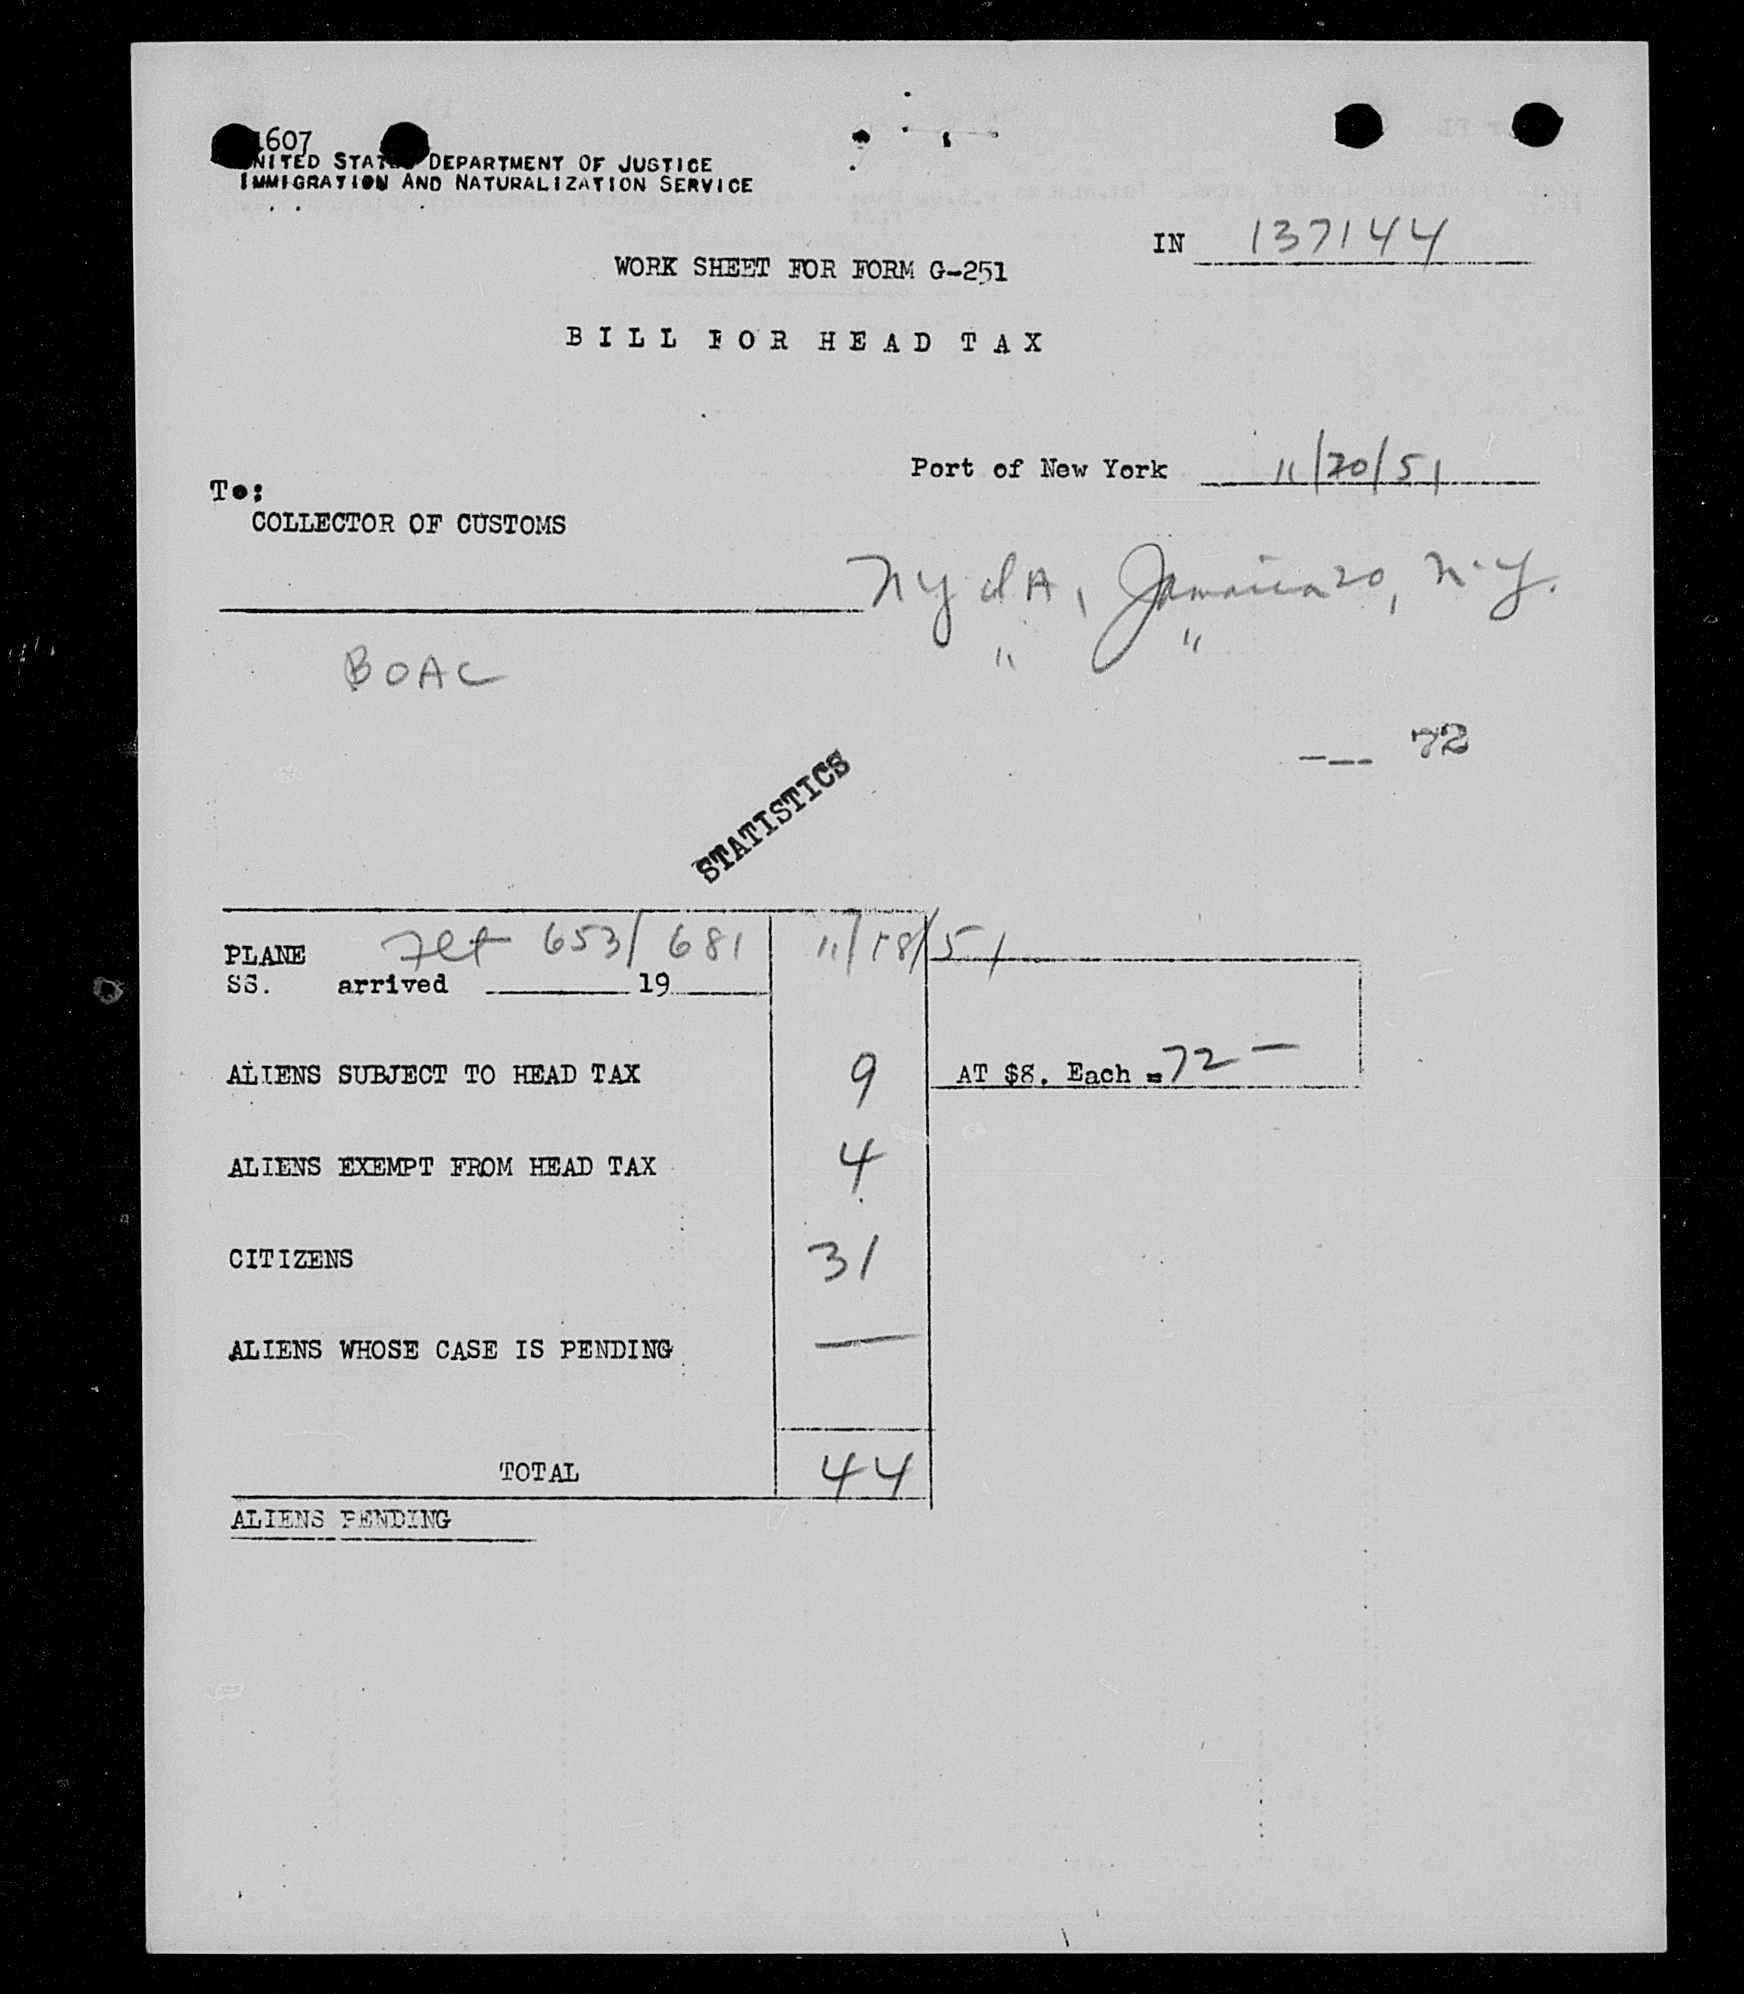 1607
UNITED STATES DEPARTMENT OF JUSTICE
IMMIGRATION AND NATURALIZATION SERVICE
IN 137144
WORK SHEET FOR FORM G-251
BILL FOR HEAD TAX
Port of New York 11/20/51
To:
COLLECTOR OF CUSTOMS
NYIA, Jamaica 20, N.Y.
" "
BOAC
--- 72
STATISTICS
PLANE Flt 653/681 11/18/51
SS. arrived 19
ALIENS SUBJECT TO HEAD TAX 9 AT $8. Each = 72 —
ALIENS EXEMPT FROM HEAD TAX 4
CITIZENS 31
ALIENS WHOSE CASE IS PENDING —
TOTAL 44
ALIENS PENDING